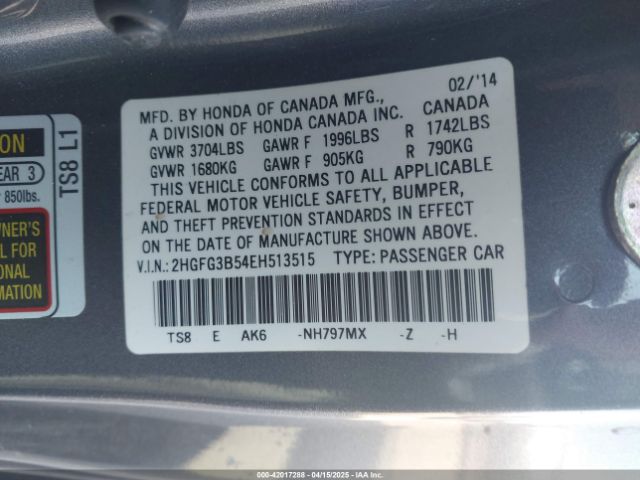 02/'14
MFD. BY HONDA OF CANADA MFG., CANADA
A DIVISION OF HONDA CANADA INC.
GVWR 3704LBS GAWR F 1996LBS R 1742LBS
GVWR 1680KG GAWR F 905KG R 790KG
THIS VEHICLE CONFORMS TO ALL APPLICABLE
FEDERAL MOTOR VEHICLE SAFETY, BUMPER,
AND THEFT PREVENTION STANDARDS IN EFFECT
ON THE DATE OF MANUFACTURE SHOWN ABOVE.
V.I.N.: 2HGFG3B54EH513515 TYPE: PASSENGER CAR
TS8 E AK6 -NH797MX -Z -H
ON
EAR 3
850lbs.
WNER'S
L FOR
ONAL
RMATION
TS8 L1
000-42017288 - 04/15/2025 - IAA Inc.